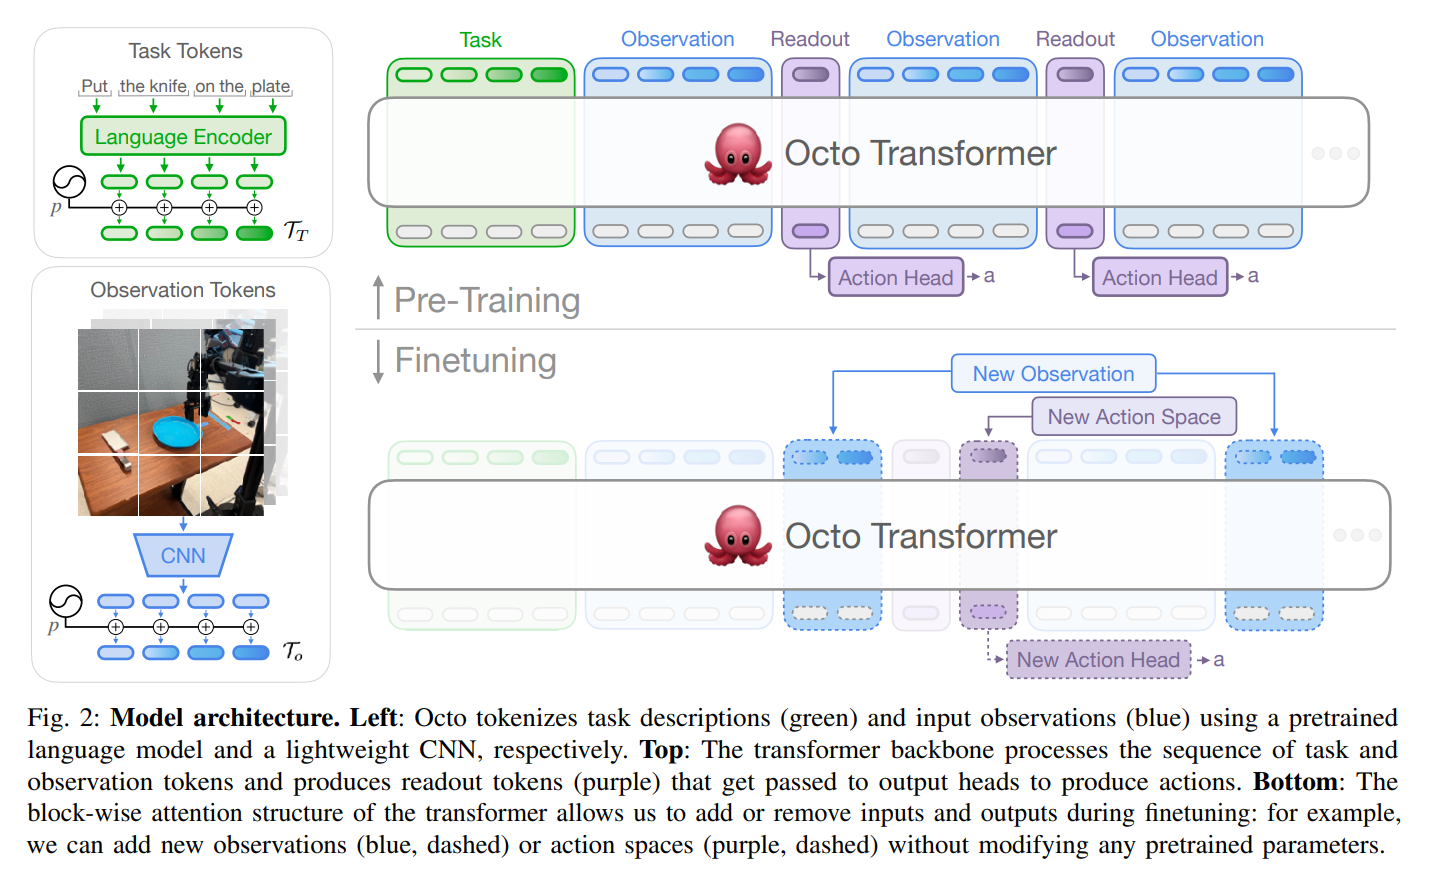 Task Tokens
Put the knife on the plate
Language Encoder
p
𝒯_T
Observation Tokens
CNN
p
𝒯_o
Task Observation Readout Observation Readout Observation
Octo Transformer
Action Head a Action Head a
Pre-Training
Finetuning
New Observation
New Action Space
Octo Transformer
New Action Head a
Fig. 2: Model architecture. Left: Octo tokenizes task descriptions (green) and input observations (blue) using a pretrained
language model and a lightweight CNN, respectively. Top: The transformer backbone processes the sequence of task and
observation tokens and produces readout tokens (purple) that get passed to output heads to produce actions. Bottom: The
block-wise attention structure of the transformer allows us to add or remove inputs and outputs during finetuning: for example,
we can add new observations (blue, dashed) or action spaces (purple, dashed) without modifying any pretrained parameters.